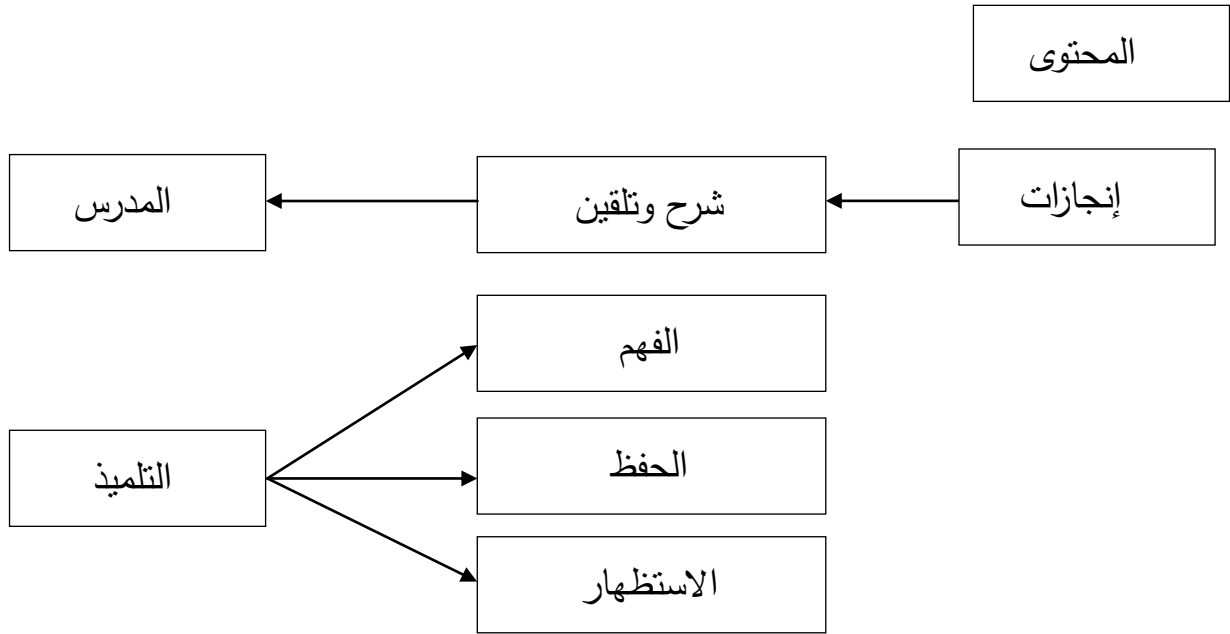 المحتوى
إنجازات
شرح وتلقين
المدرس
الفهم
التلميذ
الحفظ
الاستظهار